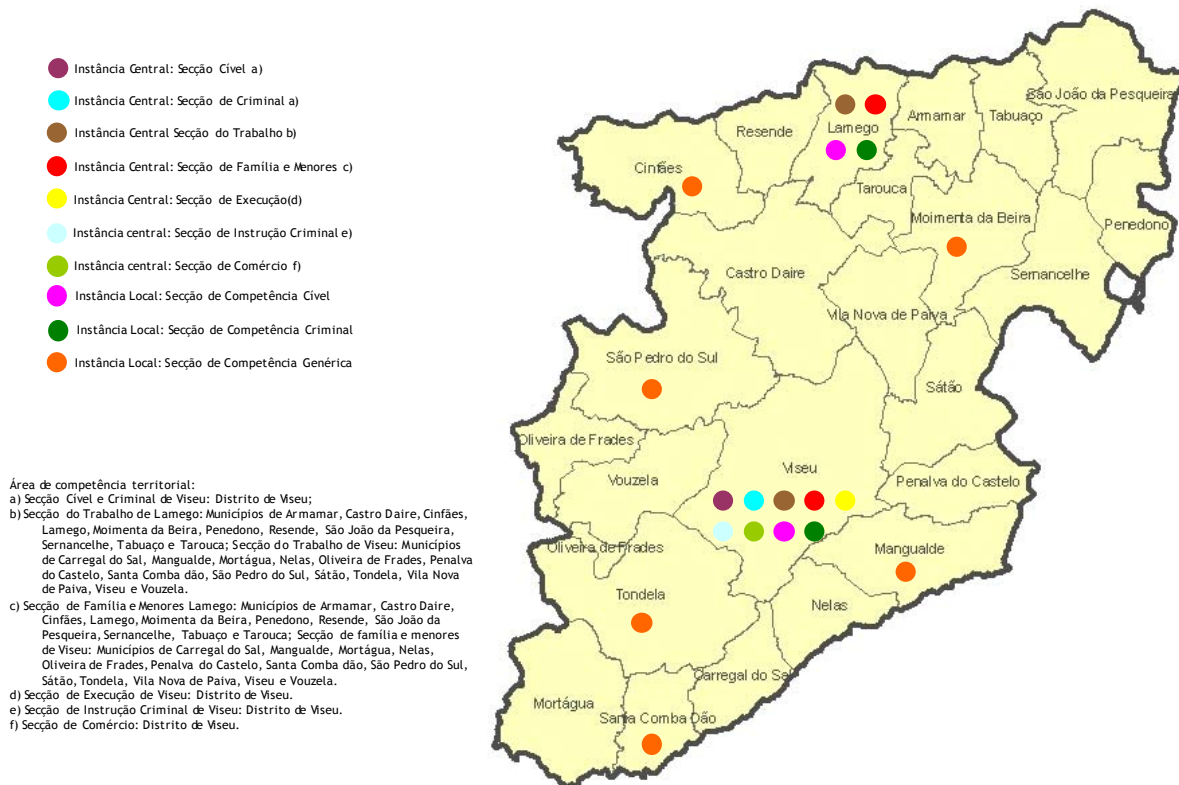 Instância Central: Secção Cível a)
Instância Central: Secção de Criminal a)
Instância Central Secção do Trabalho b)
Instância Central: Secção de Família e Menores c)
Instância Central: Secção de Execução(d)
Instância central: Secção de Instrução Criminal e)
Instância central: Secção de Comércio f)
Instância Local: Secção de Competência Cível
Instância Local: Secção de Competência Criminal
Instância Local: Secção de Competência Genérica
Área de competência territorial:
a) Secção Cível e Criminal de Viseu: Distrito de Viseu;
b) Secção do Trabalho de Lamego: Municípios de Armamar, Castro Daire, Cinfães,
Lamego, Moimenta da Beira, Penedono, Resende, São João da Pesqueira,
Sernancelhe, Tabuaço e Tarouca; Secção do Trabalho de Viseu: Municípios
de Carregal do Sal, Mangualde, Mortágua, Nelas, Oliveira de Frades, Penalva
do Castelo, Santa Comba dão, São Pedro do Sul, Sátão, Tondela, Vila Nova
de Paiva, Viseu e Vouzela.
c) Secção de Família e Menores Lamego: Municípios de Armamar, Castro Daire,
Cinfães, Lamego, Moimenta da Beira, Penedono, Resende, São João da
Pesqueira, Sernancelhe, Tabuaço e Tarouca; Secção de família e menores
de Viseu: Municípios de Carregal do Sal, Mangualde, Mortágua, Nelas,
Oliveira de Frades, Penalva do Castelo, Santa Comba dão, São Pedro do Sul,
Sátão, Tondela, Vila Nova de Paiva, Viseu e Vouzela.
d) Secção de Execução de Viseu: Distrito de Viseu.
e) Secção de Instrução Criminal de Viseu: Distrito de Viseu.
f) Secção de Comércio: Distrito de Viseu.
São João da Pesqueira
Armamar
Tabuaço
Lamego
Resende
Cinfães
Tarouca
Moimenta da Beira
Penedono
Castro Daire
Sernancelhe
Vila Nova de Paiva
São Pedro do Sul
Sátão
Oliveira de Frades
Viseu
Vouzela
Penalva do Castelo
Oliveira de Frades
Mangualde
Tondela
Nelas
Carregal do Sal
Mortágua
Santa Comba Dão